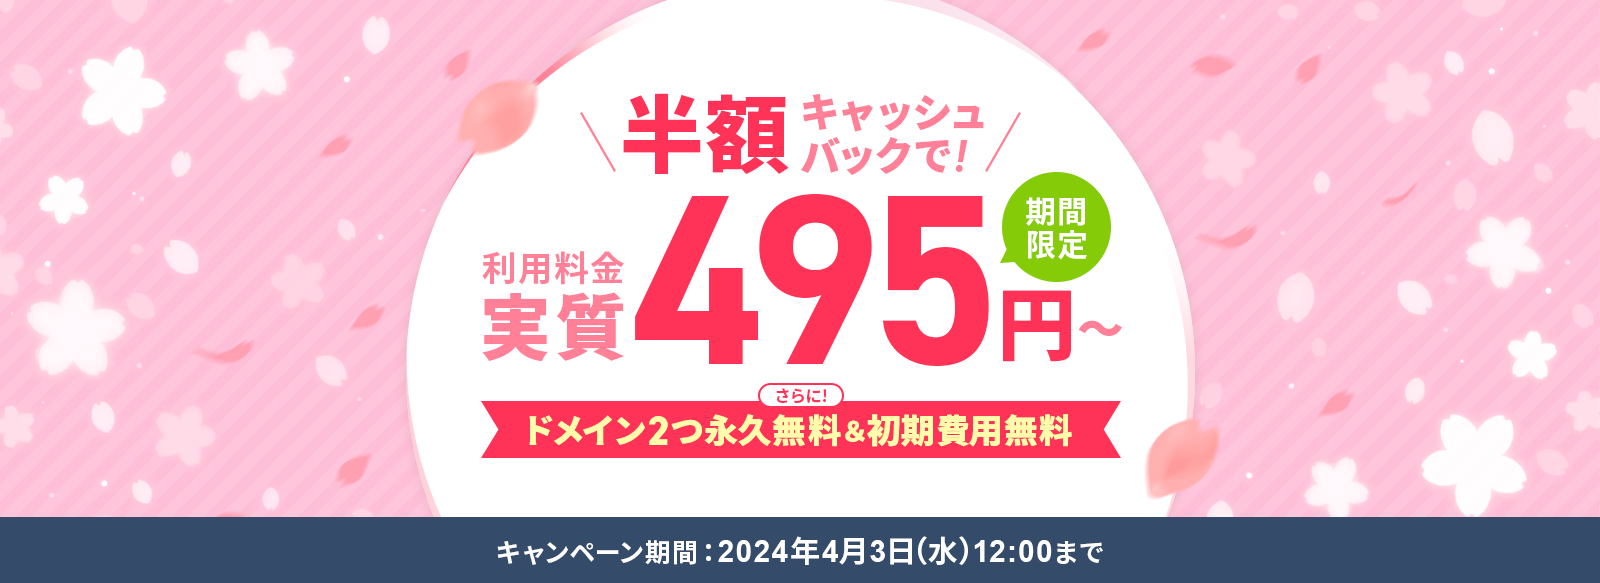 半額キャッシュ
バックで!
期間
限定
利用料金
実質495円〜
さらに!
ドメイン2つ永久無料&初期費用無料
キャンペーン期間：2024年4月3日(水)12:00まで